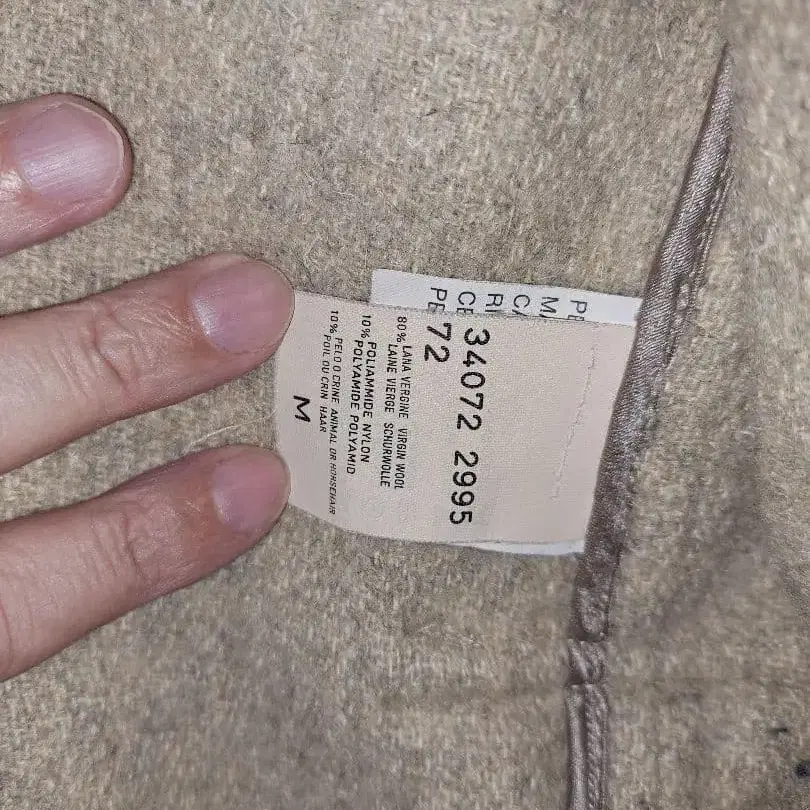 34072 2995
72
80% LANA VERGINE VIRGIN WOOL
LAINE VIERGE SCHURWOLLE
10% POLIAMMIDE NYLON
POLYAMIDE POLYAMID
10% PELO O CRINE ANIMAL OR HORSEHAIR
POIL OU CRIN HAAR
M